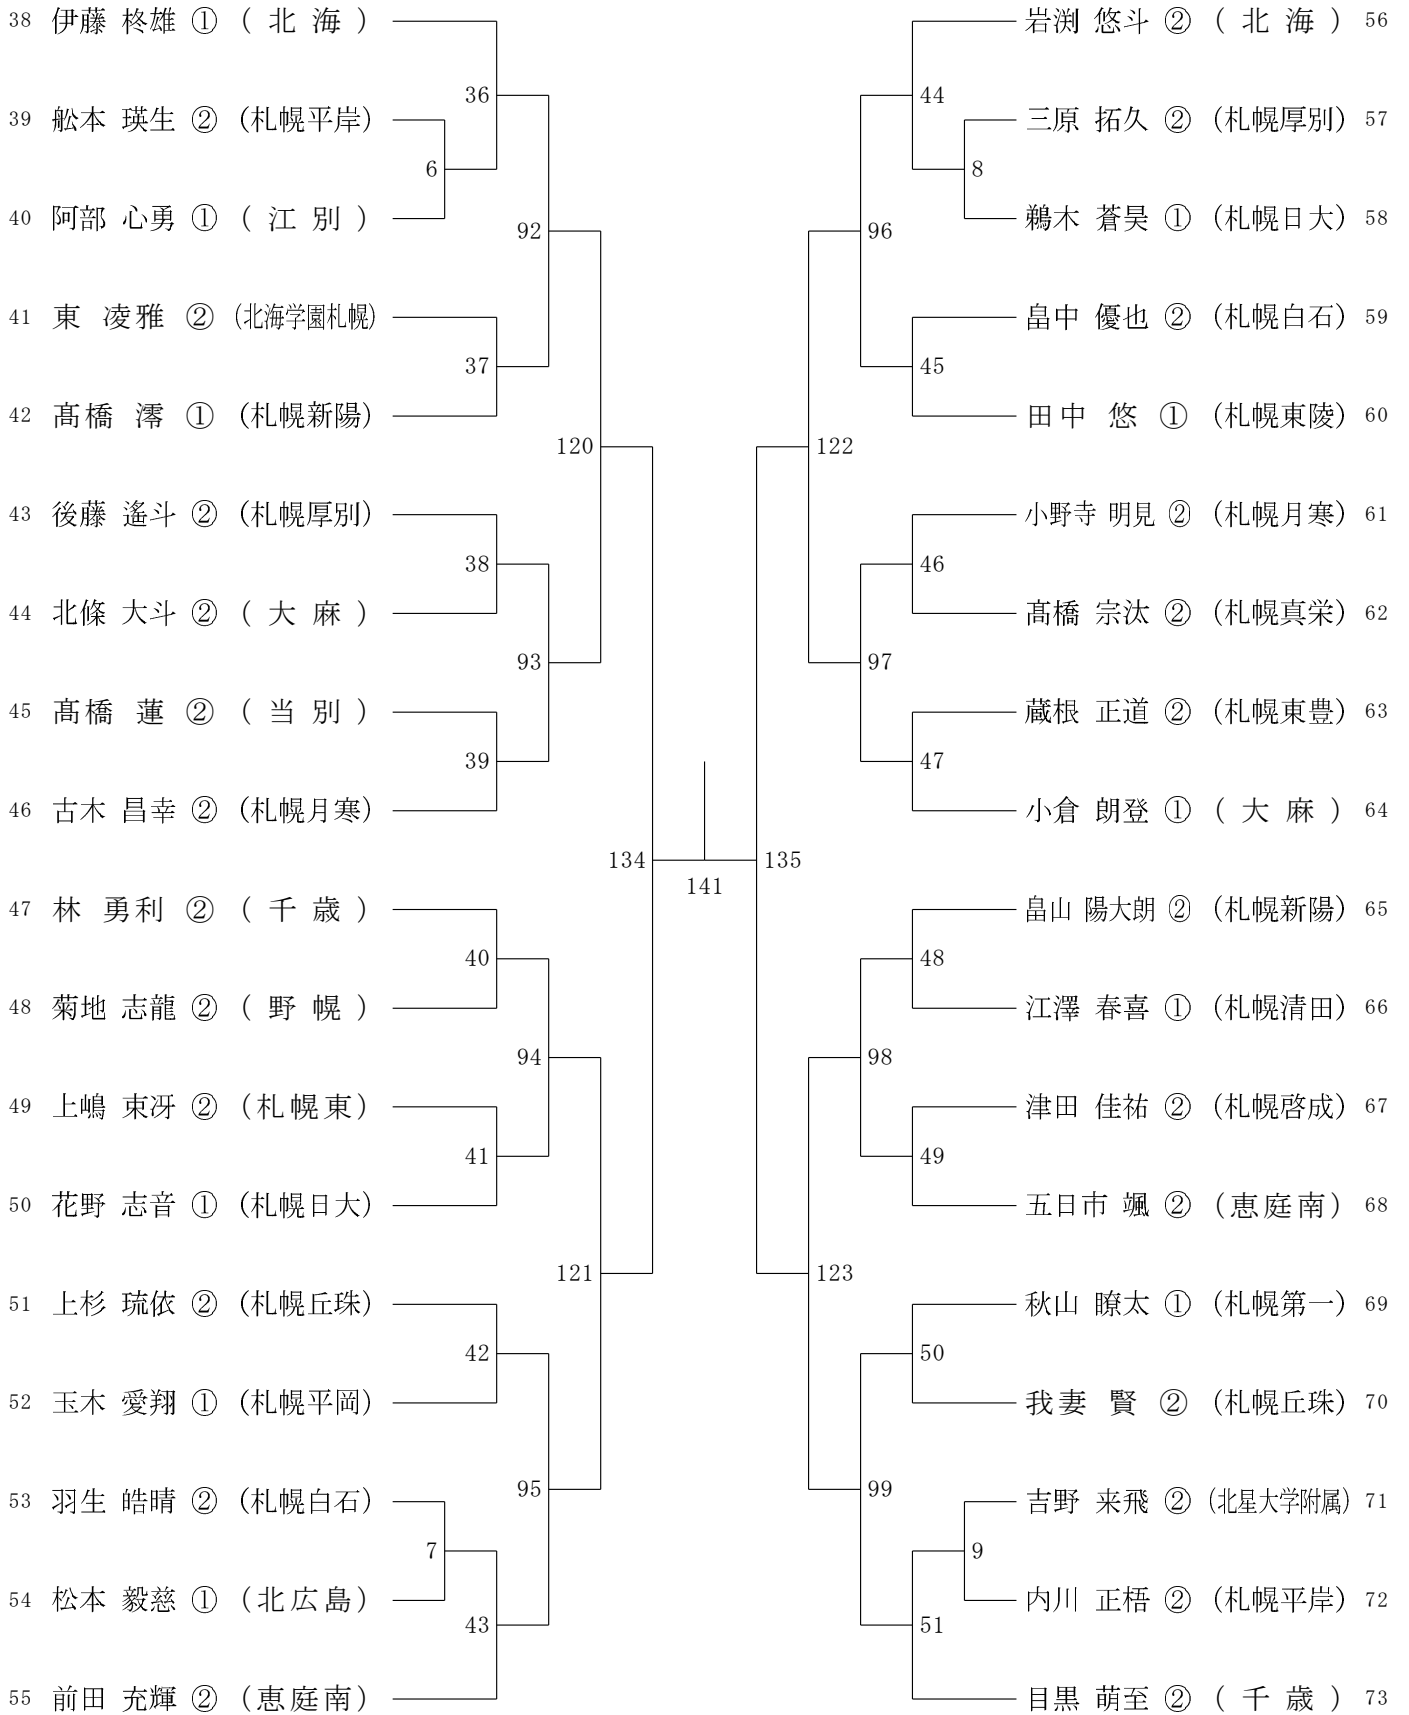 38 伊藤 柊雄 ① ( 北 海 )
36
39 舩本 瑛生 ② (札幌平岸)
6
40 阿部 心勇 ① ( 江 別 )
92
41 東 凌雅 ② (北海学園札幌)
37
42 髙橋 澪 ① (札幌新陽)
120
43 後藤 遙斗 ② (札幌厚別)
38
44 北條 大斗 ② ( 大 麻 )
93
45 髙橋 蓮 ② ( 当 別 )
39
46 古木 昌幸 ② (札幌月寒)
134
47 林 勇利 ② ( 千 歳 )
40
48 菊地 志龍 ② ( 野 幌 )
94
49 上嶋 束冴 ② (札幌東)
41
50 花野 志音 ① (札幌日大)
121
51 上杉 琉依 ② (札幌丘珠)
42
52 玉木 愛翔 ① (札幌平岡)
95
53 羽生 皓晴 ② (札幌白石)
7
54 松本 毅慈 ① (北広島)
43
55 前田 充輝 ② (恵庭南)
141
岩渕 悠斗 ② ( 北 海 ) 56
44
三原 拓久 ② (札幌厚別) 57
8
鵜木 蒼昊 ① (札幌日大) 58
96
畠中 優也 ② (札幌白石) 59
45
田中 悠 ① (札幌東陵) 60
122
小野寺 明見 ② (札幌月寒) 61
46
髙橋 宗汰 ② (札幌真栄) 62
97
蔵根 正道 ② (札幌東豊) 63
47
小倉 朗登 ① ( 大 麻 ) 64
135
畠山 陽大朗 ② (札幌新陽) 65
48
江澤 春喜 ① (札幌清田) 66
98
津田 佳祐 ② (札幌啓成) 67
49
五日市 颯 ② (恵庭南) 68
123
秋山 瞭太 ① (札幌第一) 69
50
我妻 賢 ② (札幌丘珠) 70
99
吉野 来飛 ② (北星大学附属) 71
9
内川 正梧 ② (札幌平岸) 72
51
目黒 萌至 ② ( 千 歳 ) 73